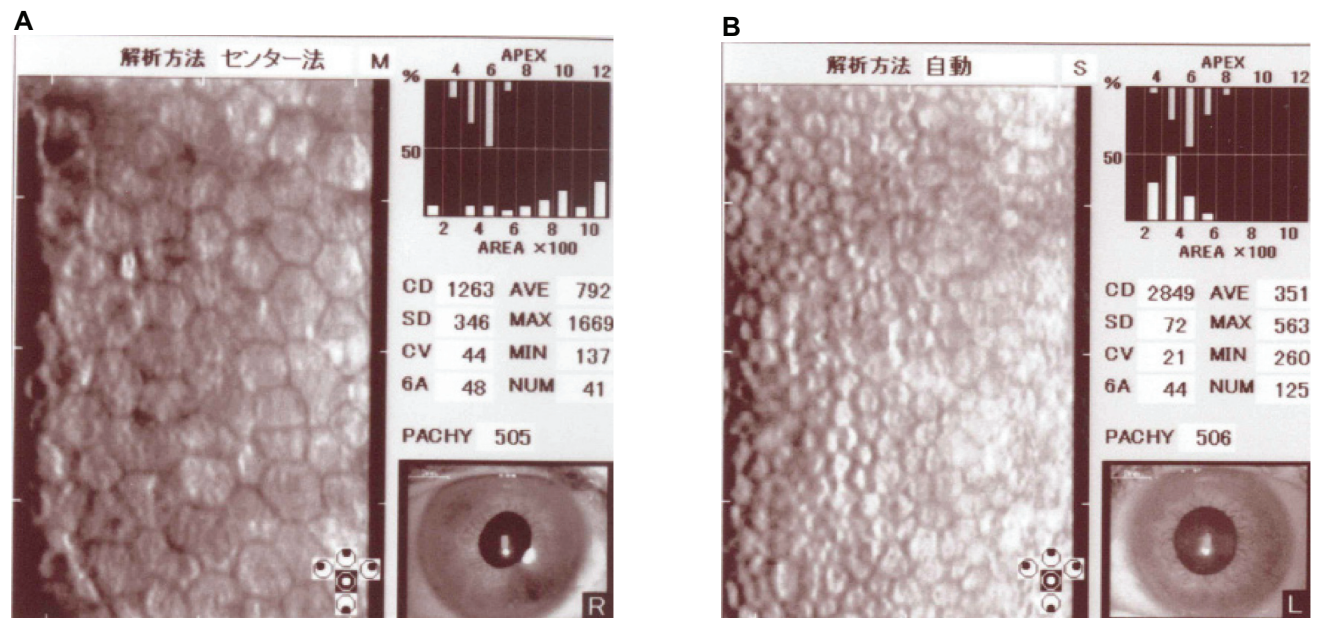 A
解析方法 センター法 M
APEX
% 4 6 8 10 12
50
2 4 6 8 10
AREA ×100
CD 1263 AVE 792
SD 346 MAX 1669
CV 44 MIN 137
6A 48 NUM 41
PACHY 505
R
B
解析方法 自動 S
APEX
% 4 6 8 10 12
50
2 4 6 8 10
AREA ×100
CD 2849 AVE 351
SD 72 MAX 563
CV 21 MIN 260
6A 44 NUM 125
PACHY 506
L